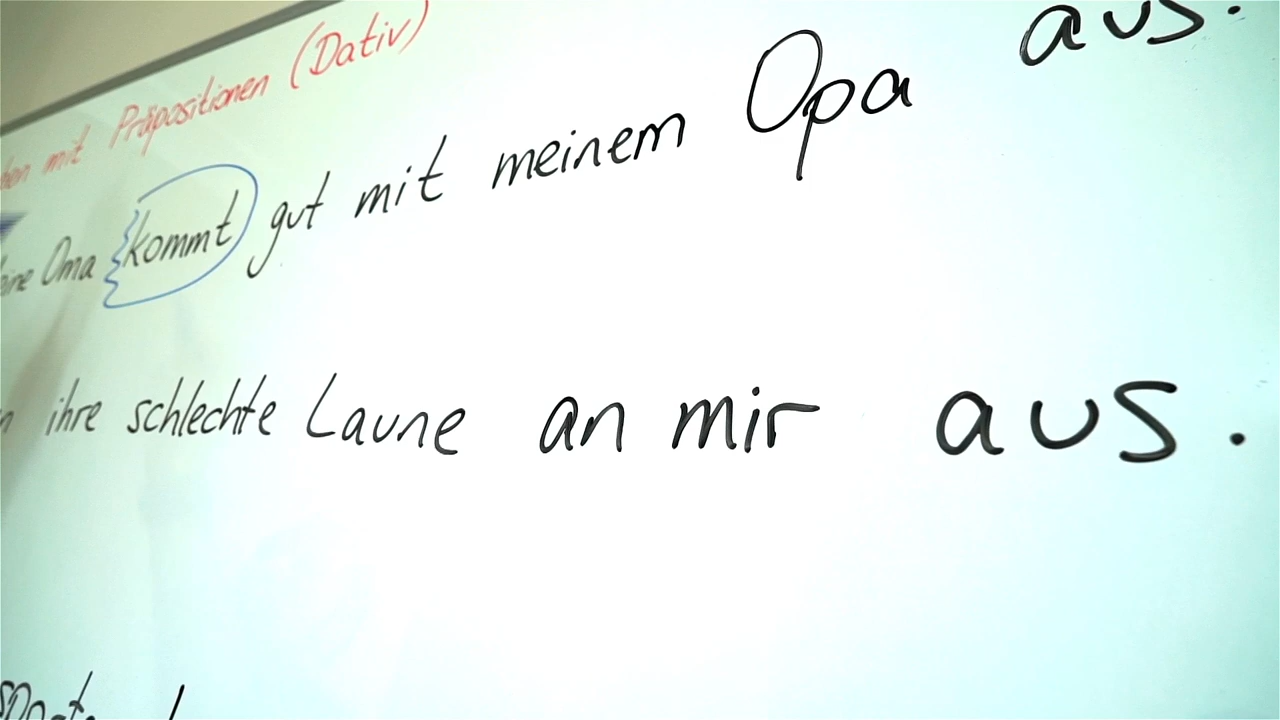 mit Präpositionen (Dativ)
Oma kommt gut mit meinem Opa aus.
ihre schlechte Laune an mir aus.